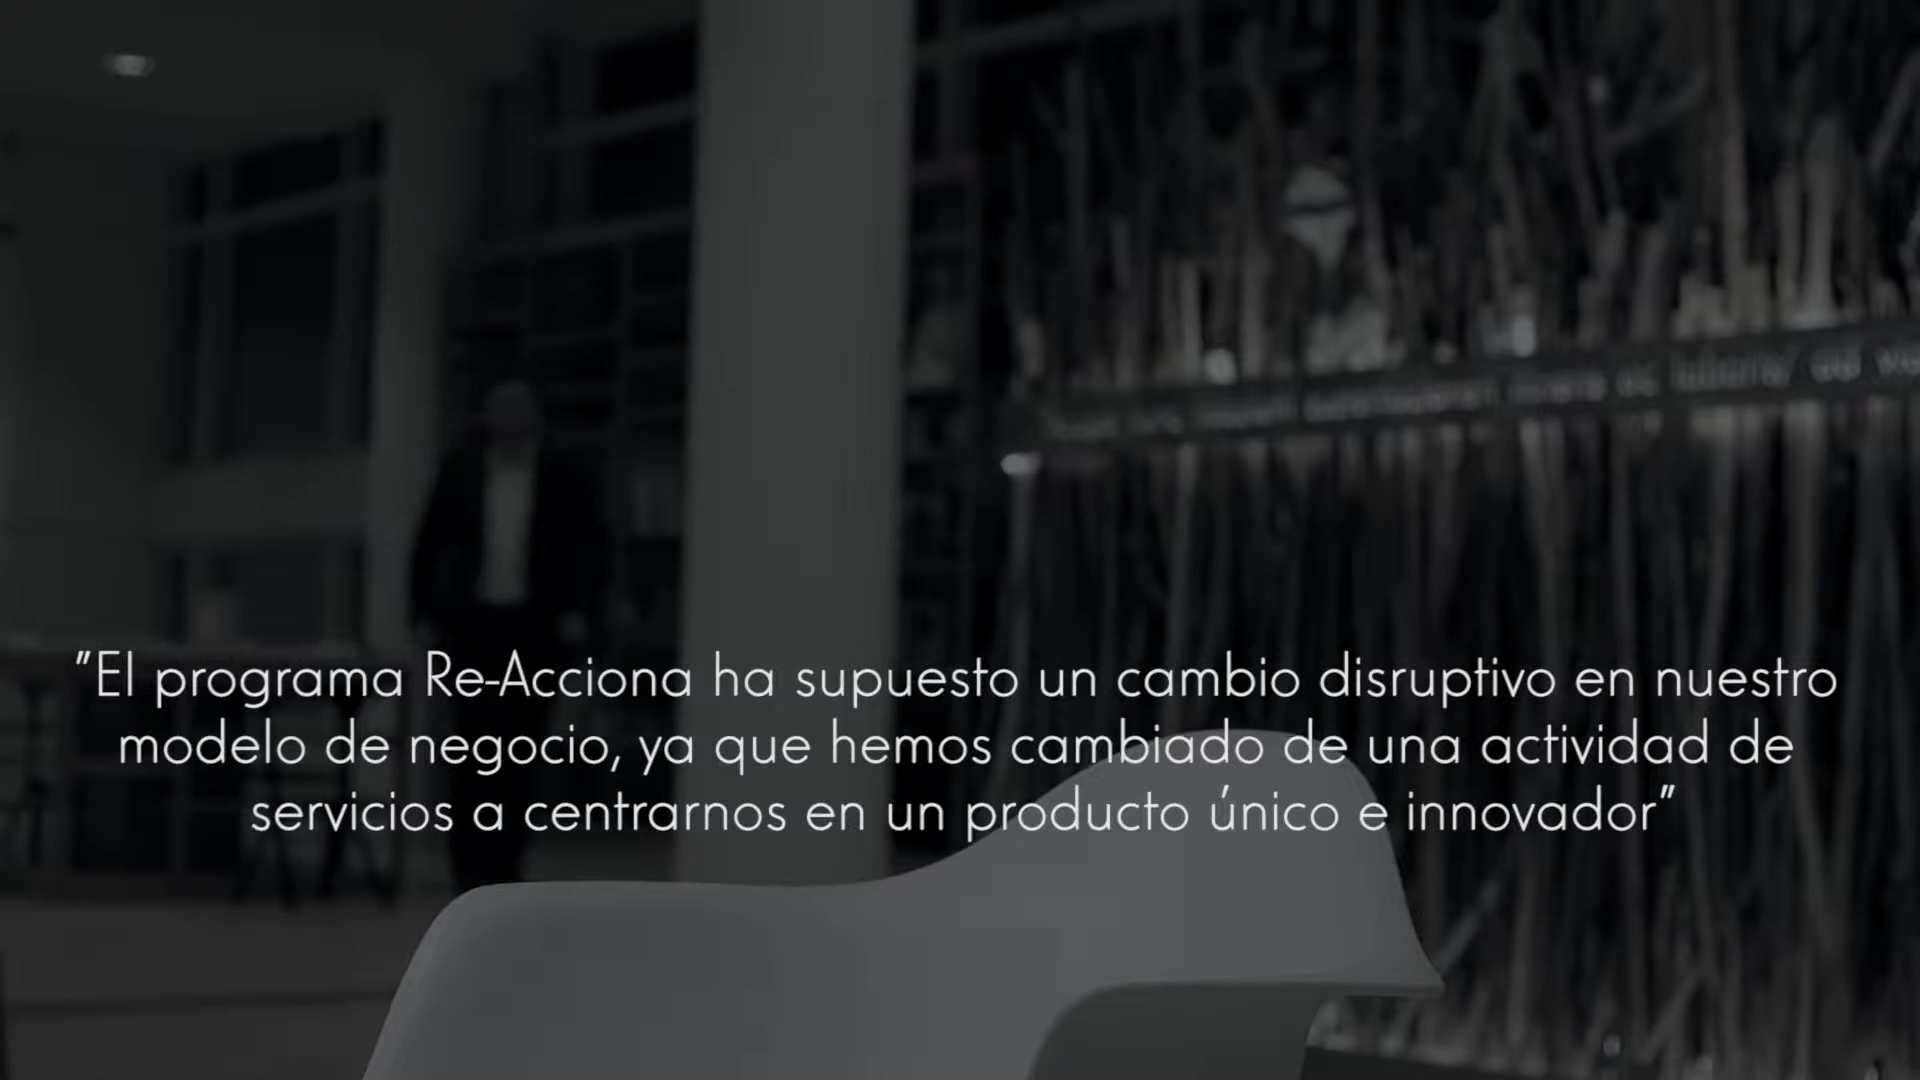 "El programa Re-Acciona ha supuesto un cambio disruptivo en nuestro
modelo de negocio, ya que hemos cambiado de una actividad de
servicios a centrarnos en un producto único e innovador"